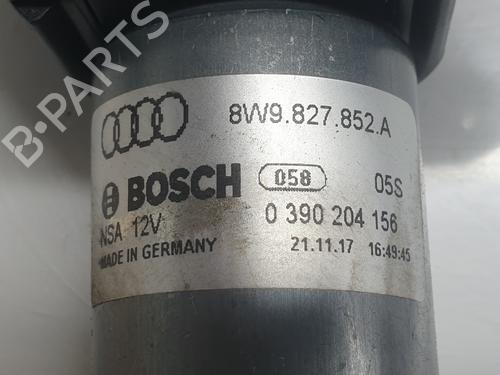 8W9.827.852.A
BOSCH 058 05S
NSA 12V 0 390 204 156
MADE IN GERMANY 21.11.17 16:49:45
B-PARTS